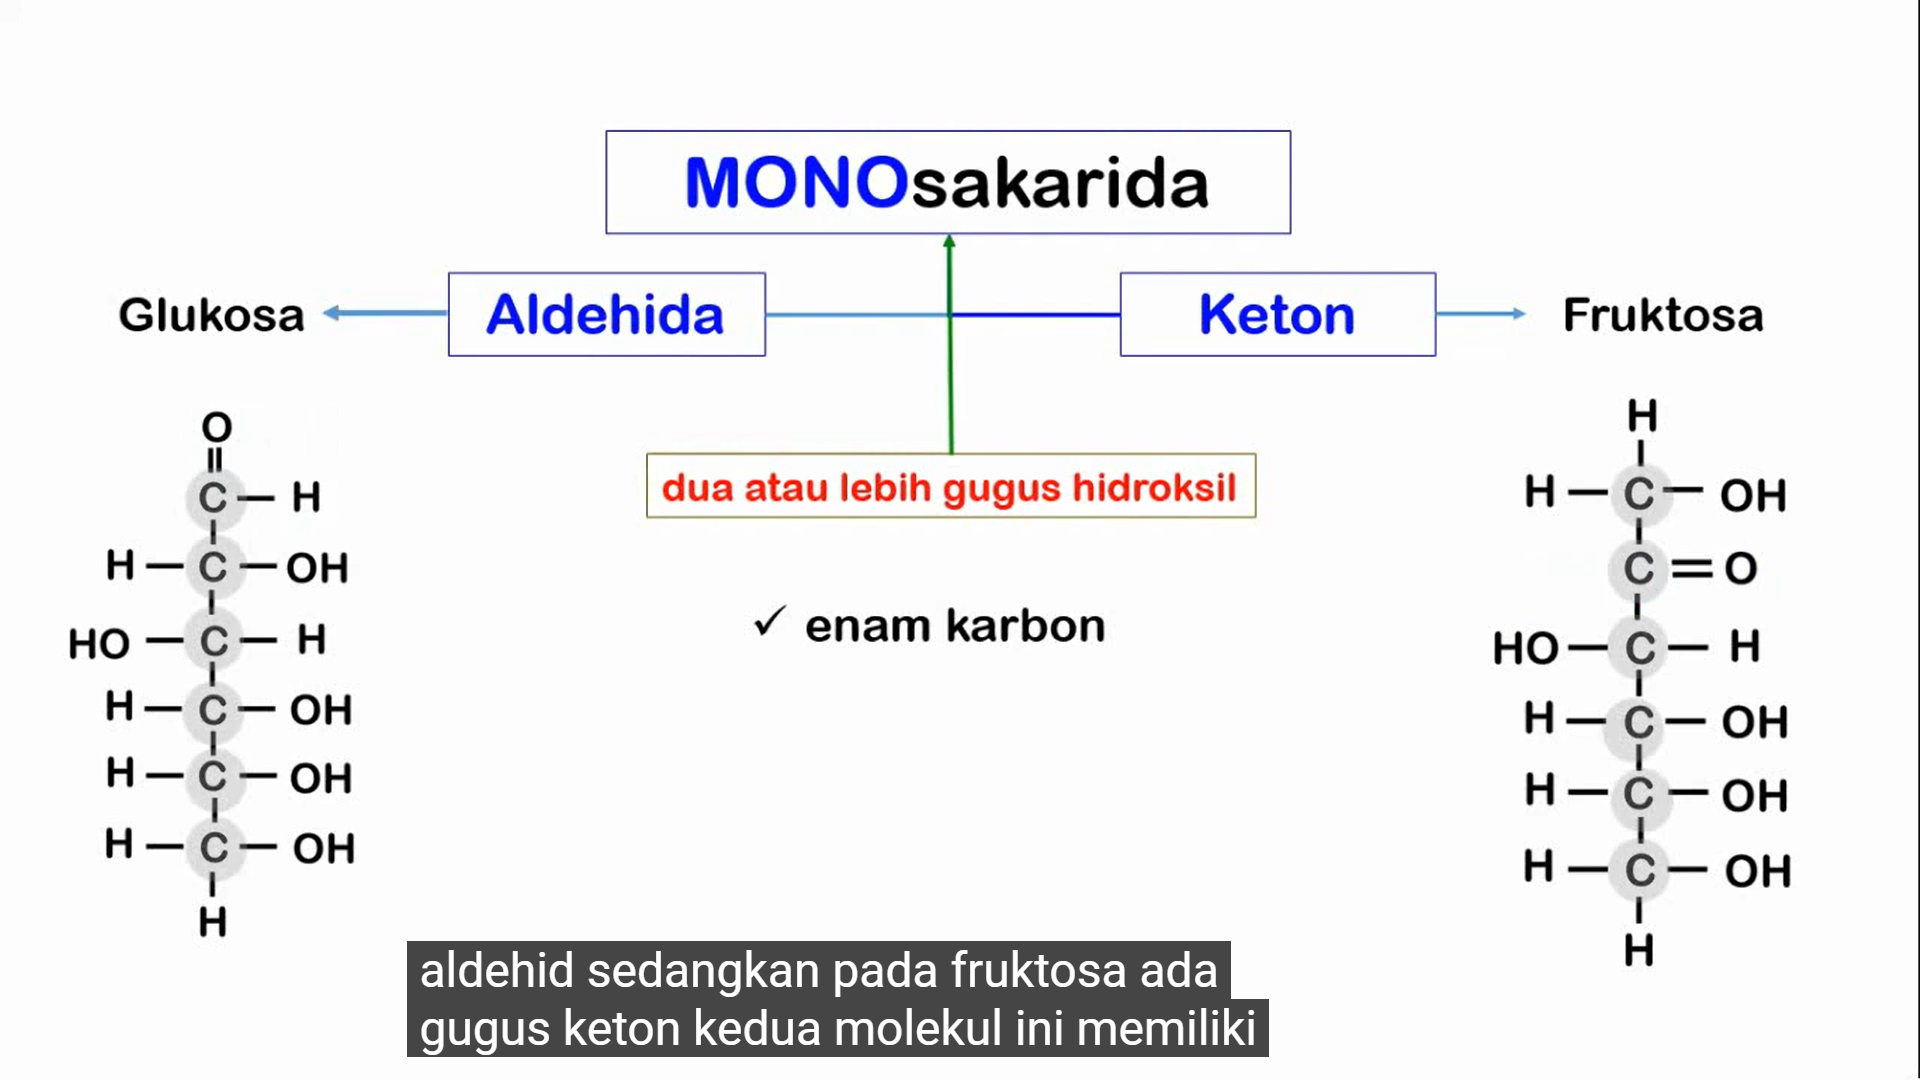 MONOsakarida
Glukosa
Aldehida
Keton
Fruktosa
dua atau lebih gugus hidroksil
✓ enam karbon
O
C H
H C OH
HO C H
H C OH
H C OH
H C OH
H
H
H C OH
C=O
HO C H
H C OH
H C OH
H C OH
H
aldehid sedangkan pada fruktosa ada
gugus keton kedua molekul ini memiliki